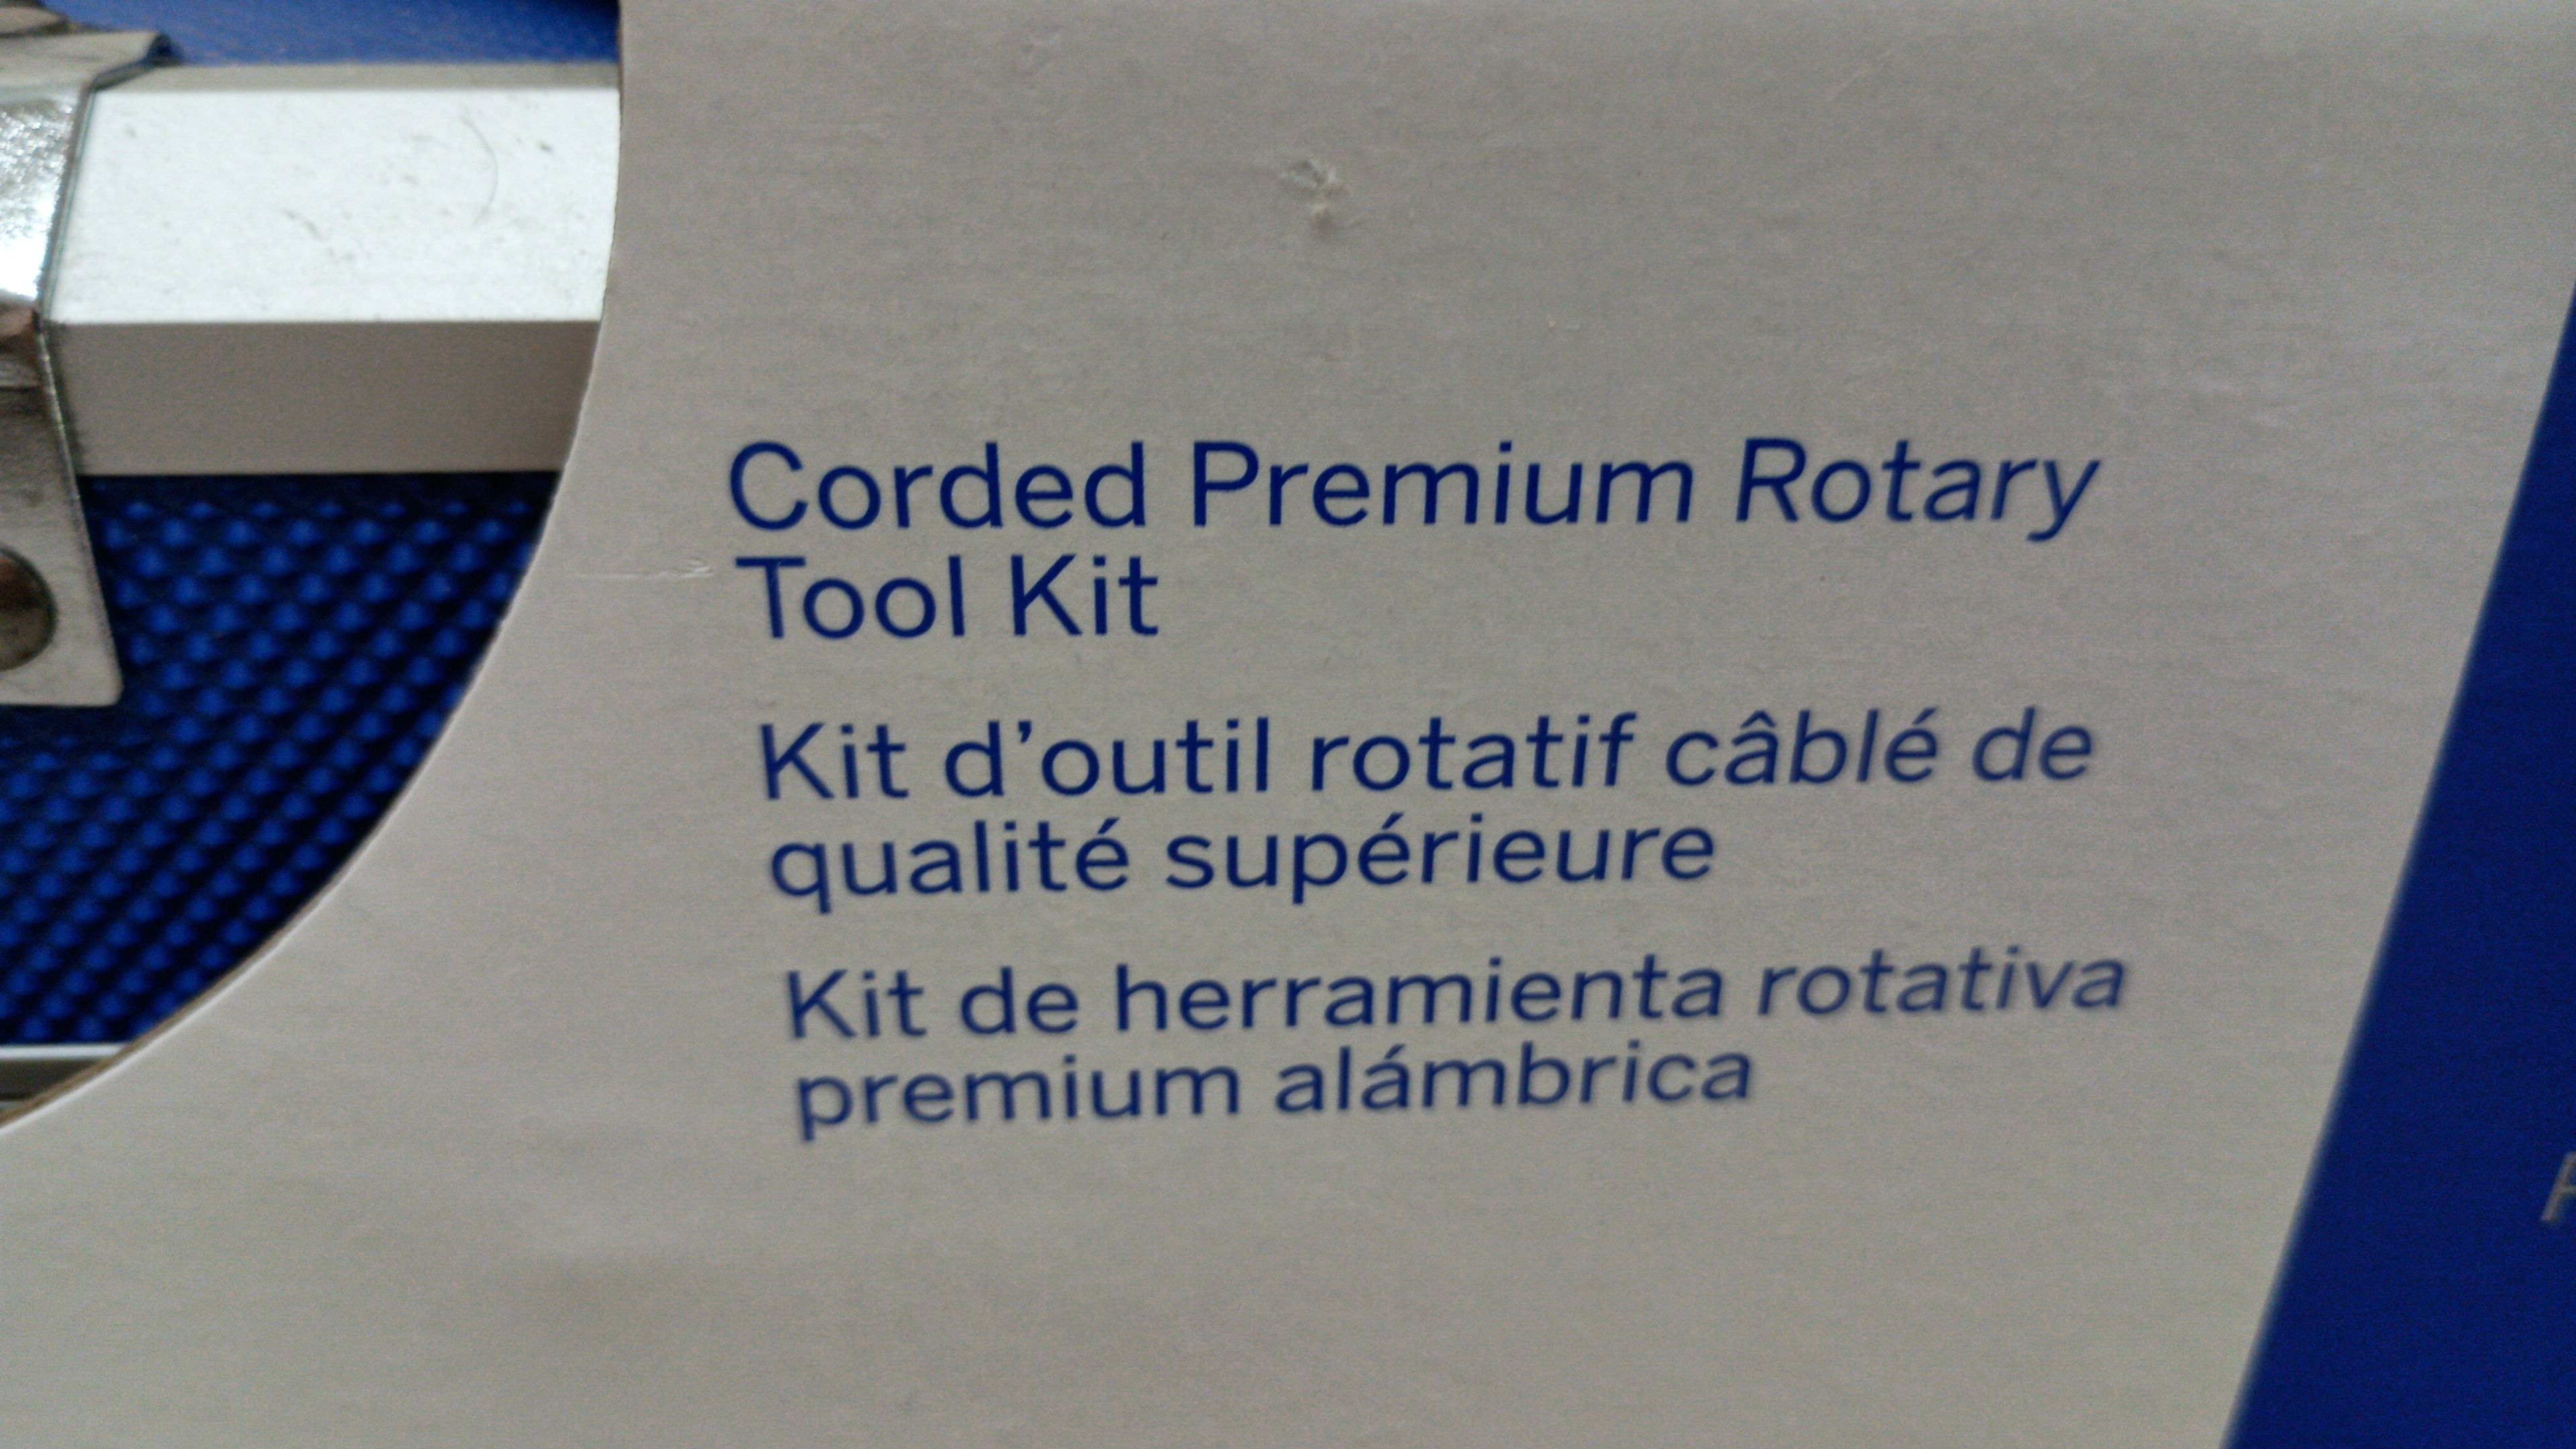 Corded Premium Rotary
Tool Kit
Kit d'outil rotatif câblé de
qualité supérieure
Kit de herramienta rotativa
premium alámbrica